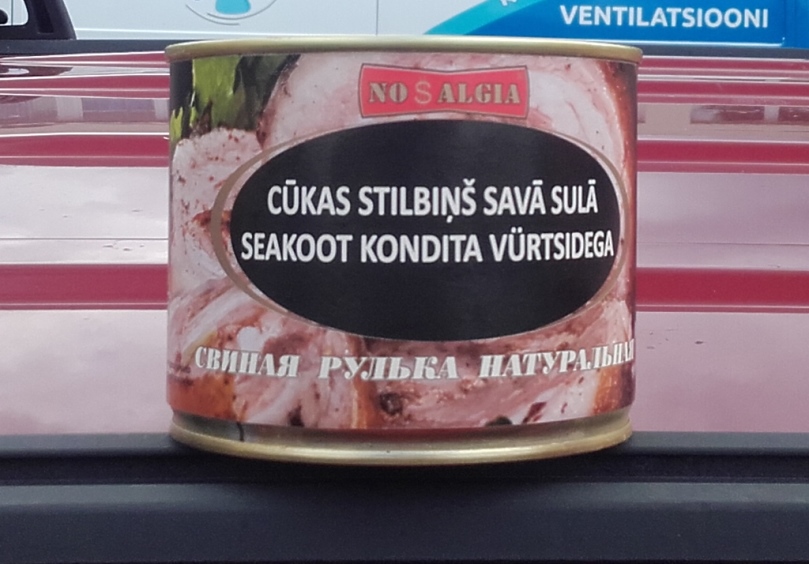 VENTILATSIOONI
NOSALGIA
CŪKAS STILBIŅŠ SAVĀ SULĀ
SEAKOOT KONDITA VÜRTSIDEGA
СВИНАЯ РУЛЬКА НАТУРАЛЬНАЯ